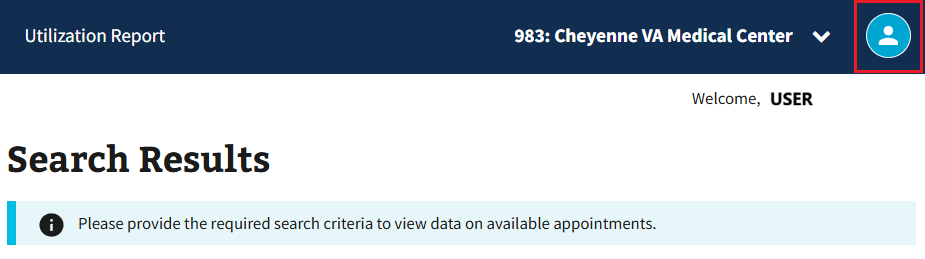 Utilization Report
983: Cheyenne VA Medical Center
Welcome, USER
Search Results
Please provide the required search criteria to view data on available appointments.